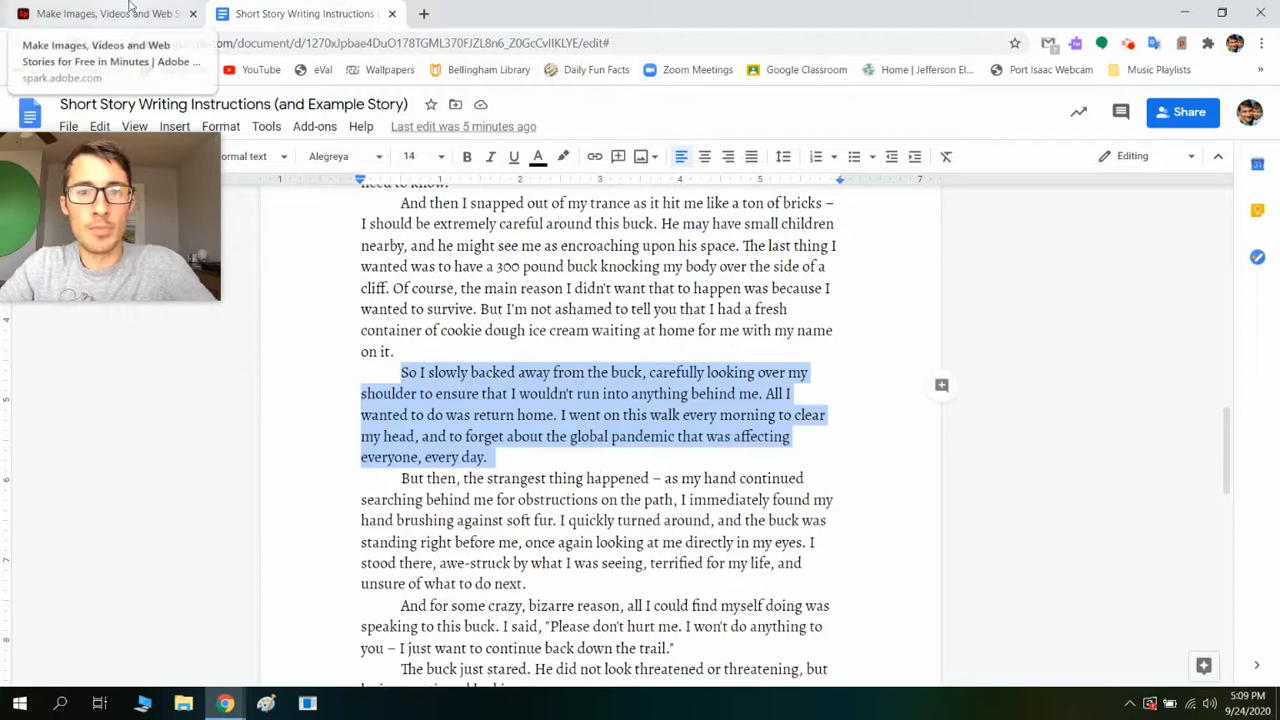 Make Images, Videos and Web S
Short Story Writing Instructions (
Make Images, Videos and Web
Stories for Free in Minutes | Adobe ...
spark.adobe.com
YouTube
eVal
Bellingham Library
Daily Fun Facts
Zoom Meetings
Google Classroom
Home | Jefferson El...
Port Isaac Webcam
Music Playlists
Short Story Writing Instructions (and Example Story)
File Edit View Insert Format Tools Add-ons Help Last edit was 5 minutes ago
Share
ormal text
Alegreya
14
Editing
need to know.
And then I snapped out of my trance as it hit me like a ton of bricks –
I should be extremely careful around this buck. He may have small children
nearby, and he might see me as encroaching upon his space. The last thing I
wanted was to have a 300 pound buck knocking my body over the side of a
cliff. Of course, the main reason I didn't want that to happen was because I
wanted to survive. But I'm not ashamed to tell you that I had a fresh
container of cookie dough ice cream waiting at home for me with my name
on it.
So I slowly backed away from the buck, carefully looking over my
shoulder to ensure that I wouldn't run into anything behind me. All I
wanted to do was return home. I went on this walk every morning to clear
my head, and to forget about the global pandemic that was affecting
everyone, every day.
But then, the strangest thing happened – as my hand continued
searching behind me for obstructions on the path, I immediately found my
hand brushing against soft fur. I quickly turned around, and the buck was
standing right before me, once again looking at me directly in my eyes. I
stood there, awe-struck by what I was seeing, terrified for my life, and
unsure of what to do next.
And for some crazy, bizarre reason, all I could find myself doing was
speaking to this buck. I said, "Please don't hurt me. I won't do anything to
you – I just want to continue back down the trail."
The buck just stared. He did not look threatened or threatening, but
5:09 PM
9/24/2020